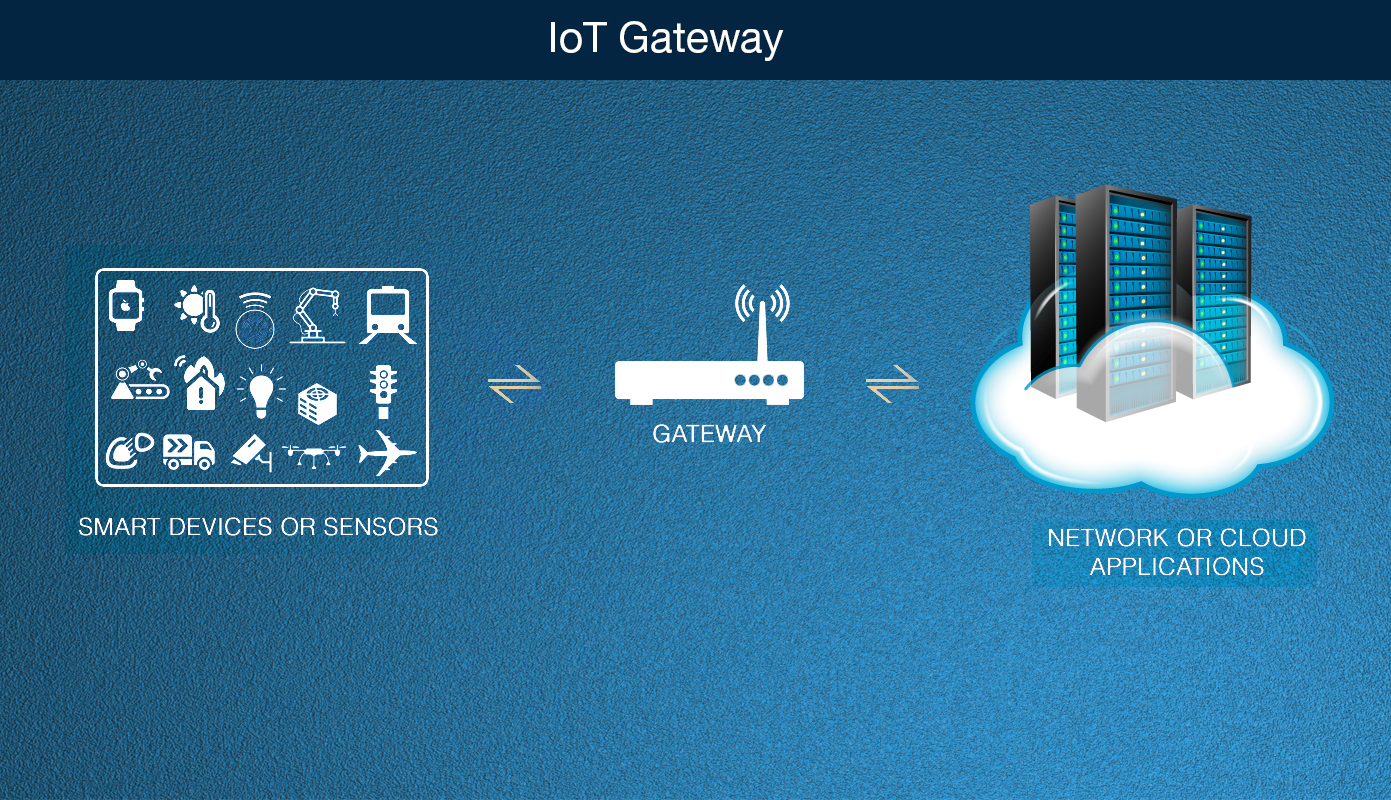 IoT Gateway
GATEWAY
SMART DEVICES OR SENSORS
NETWORK OR CLOUD
APPLICATIONS